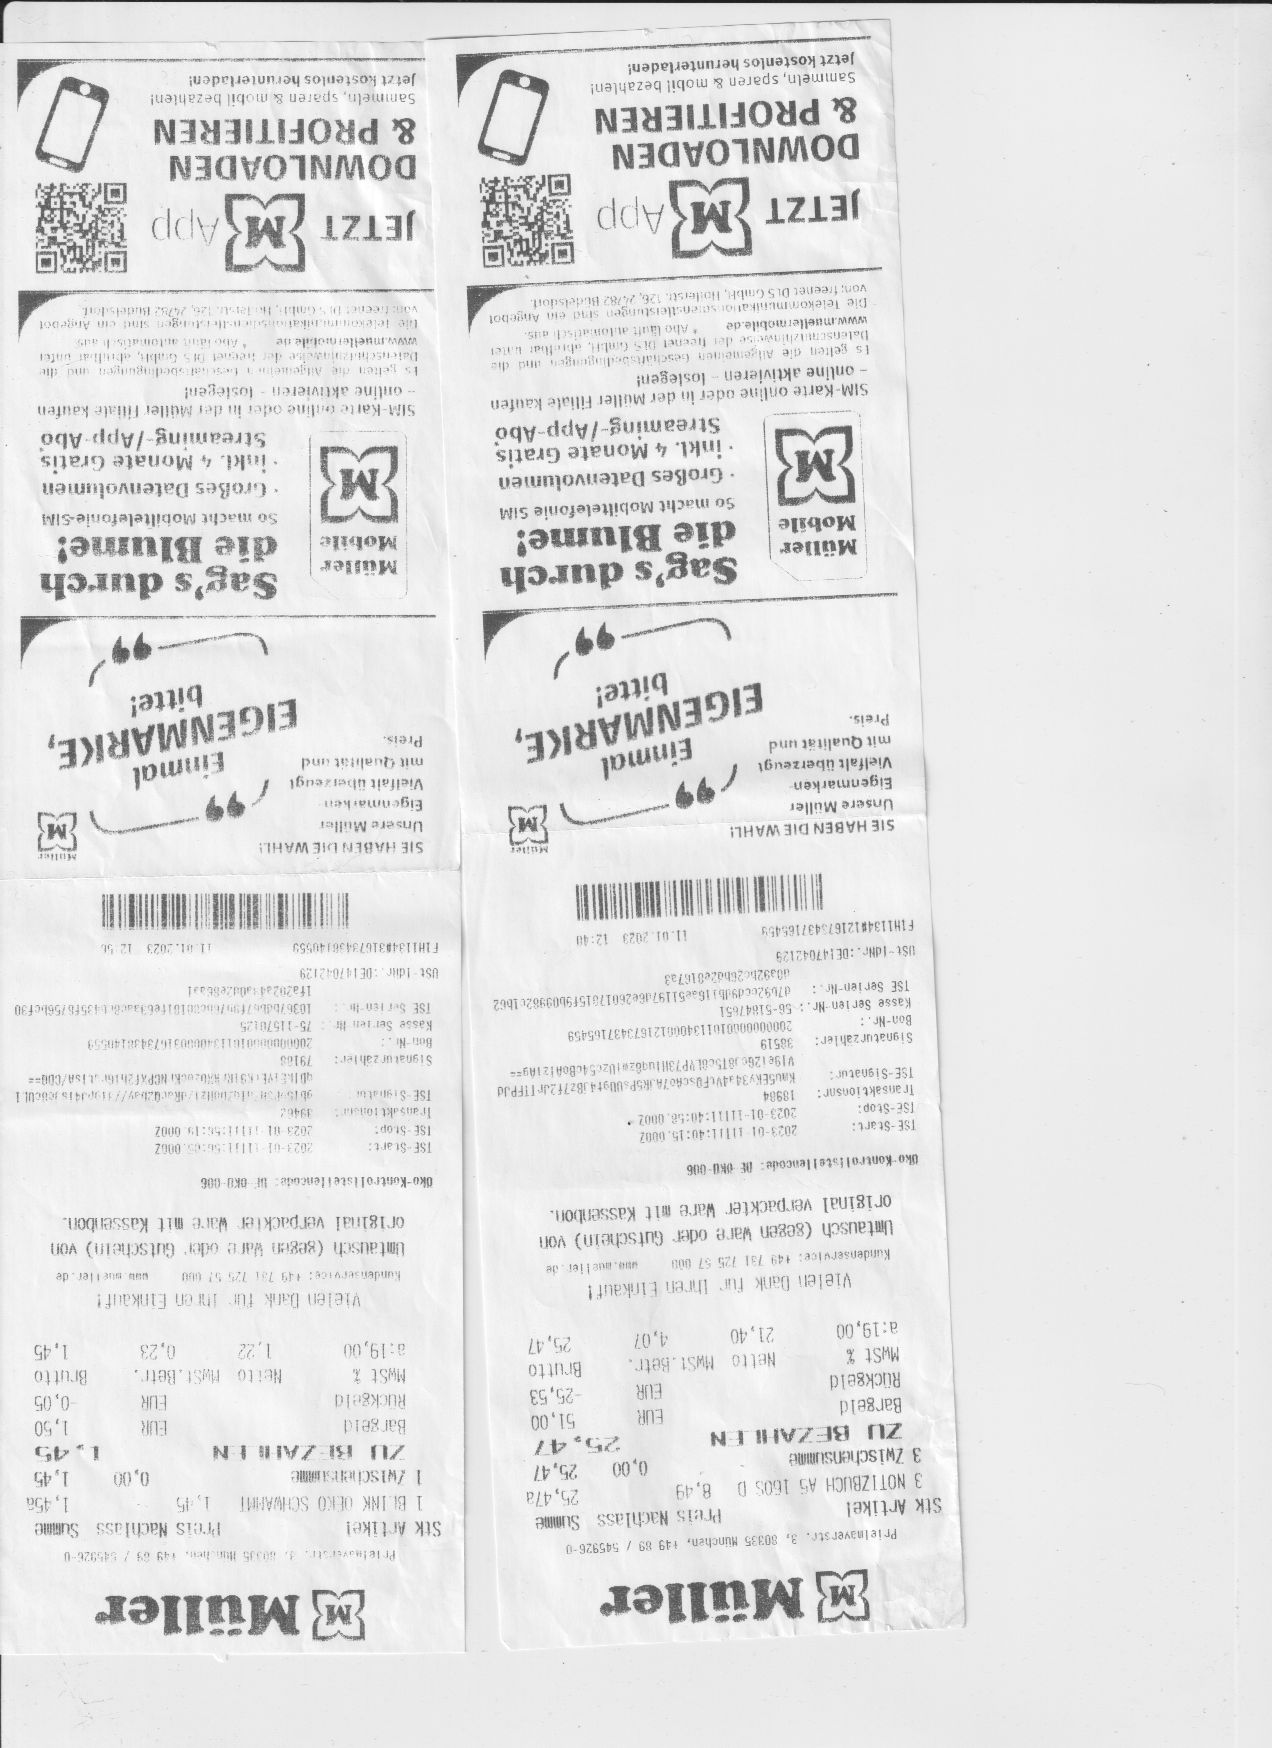 Müller
Prielmayerstr. 3, 80335 München, +49 89 / 545926-0
Stk Artikel Preis Nachlass Summe
3 NOTIZBUCH A5 160S D 8,49 25,47a
3 Zwischensumme 0,00 25,47
ZU BEZAHLEN 25,47
Bargeld EUR 51,00
Rückgeld EUR -25,53
MwSt % Netto MwSt.Betr. Brutto
a:19,00 21,40 4,07 25,47
Vielen Dank für Ihren Einkauf!
Kundenservice: +49 731 725 57 000 www.mueller.de
Umtausch (gegen Ware oder Gutschein) von
original verpackter Ware mit Kassenbon.
Öko-Kontrollstellencode: DE-ÖKO-006
TSE-Start: 2023-01-11T11:40:15.000Z
TSE-Stop: 2023-01-11T11:40:58.000Z
Transaktionsnr: 18984
TSE-Signatur:
Signaturzähler: 38519
Bon-Nr.:
2000000000101134000121673437165459
Kasse Serien-Nr.: 56-51847651
TSE Serien-Nr.:
USt-IdNr.:DE147042129
F1H1134#121673437165459 11.01.2023 12:40
SIE HABEN DIE WAHL!
Unsere Müller
Eigenmarken-
Vielfalt überzeugt
mit Qualität und
Preis.
Müller
Einmal
EIGENMARKE,
bitte!
Müller
Mobile
Sag's durch
die Blume!
So macht Mobiltelefonie SIM
· Großes Datenvolumen
· inkl. 4 Monate Gratis
Streaming-/App-Abo
SIM-Karte online oder in der Müller Filiale kaufen
– online aktivieren – loslegen!
Es gelten die Allgemeinen Geschäftsbedingungen und die
Datenschutzhinweise der freenet DLS GmbH, abrufbar unter
www.muellermobile.de * Abo läuft automatisch aus.
Die Telekommunikationsdienstleistungen sind ein Angebot
von: freenet DLS GmbH, Hollerstr. 126, 24782 Büdelsdorf.
JETZT M App
DOWNLOADEN
& PROFITIEREN
Sammeln, sparen & mobil bezahlen!
Jetzt kostenlos herunterladen!
Müller
Prielmayerstr. 3, 80335 München, +49 89 / 545926-0
Stk Artikel Preis Nachlass Summe
1 BLINK OEKO SCHWAMMT 1,45 1,45a
1 Zwischensumme 0,00 1,45
ZU BEZAHLEN 1,45
Bargeld EUR 1,50
Rückgeld EUR -0,05
MwSt % Netto MwSt.Betr. Brutto
a:19,00 1,22 0,23 1,45
Vielen Dank für Ihren Einkauf!
Kundenservice: +49 731 725 57 000 www.mueller.de
Umtausch (gegen Ware oder Gutschein) von
original verpackter Ware mit Kassenbon.
Öko-Kontrollstellencode: DE-ÖKO-006
TSE-Start: 2023-01-11T11:56:05.000Z
TSE-Stop: 2023-01-11T11:56:19.000Z
Transaktionsnr: 39462
TSE-Signatur:
Signaturzähler: 79188
Bon-Nr.:
Kasse Serien-Nr.: 75-11570125
TSE Serien-Nr.:
USt-IdNr.:DE147042129
11.01.2023 12:56
SIE HABEN DIE WAHL!
Unsere Müller
Eigenmarken-
Vielfalt überzeugt
mit Qualität und
Preis.
Müller
Einmal
EIGENMARKE,
bitte!
Müller
Mobile
Sag's durch
die Blume!
So macht Mobiltelefonie-SIM
· Großes Datenvolumen
· inkl. 4 Monate Gratis
Streaming-/App-Abo
SIM-Karte online oder in der Müller Filiale kaufen
– online aktivieren – loslegen!
Es gelten die Allgemeinen Geschäftsbedingungen und die
Datenschutzhinweise der freenet DLS GmbH, abrufbar unter
www.muellermobile.de * Abo läuft automatisch aus.
Die Telekommunikationsdienstleistungen sind ein Angebot
von: freenet DLS GmbH, Hollerstr. 126, 24782 Büdelsdorf.
JETZT M App
DOWNLOADEN
& PROFITIEREN
Sammeln, sparen & mobil bezahlen!
Jetzt kostenlos herunterladen!